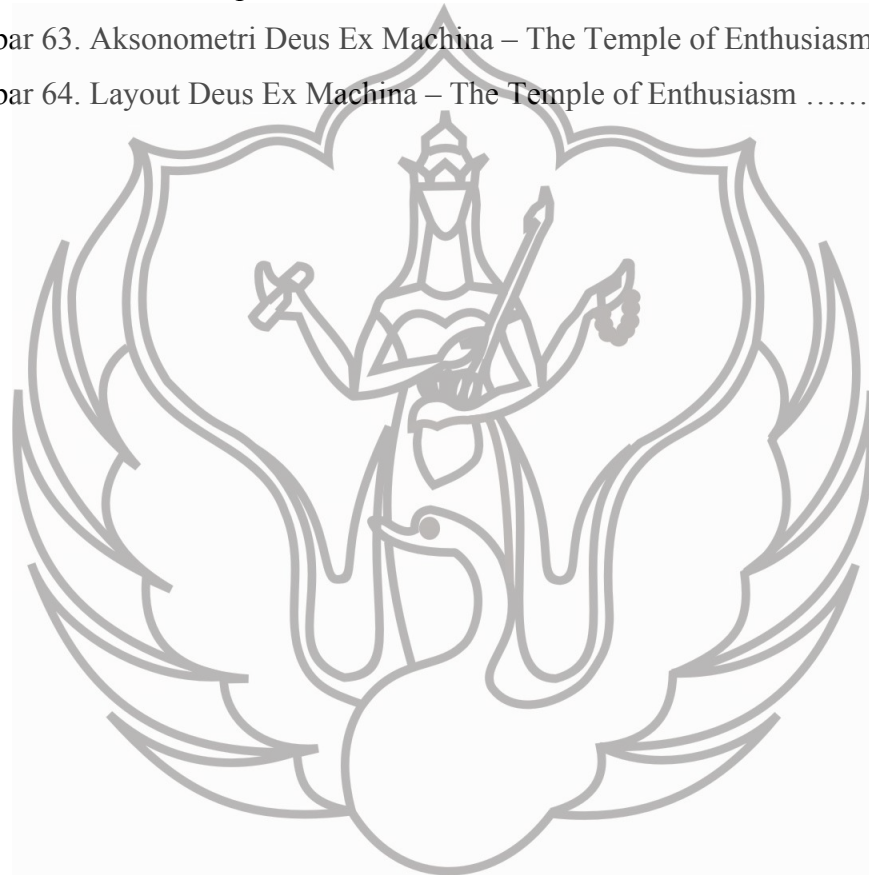 bar 63. Aksonometri Deus Ex Machina – The Temple of Enthusiasm
bar 64. Layout Deus Ex Machina – The Temple of Enthusiasm ……